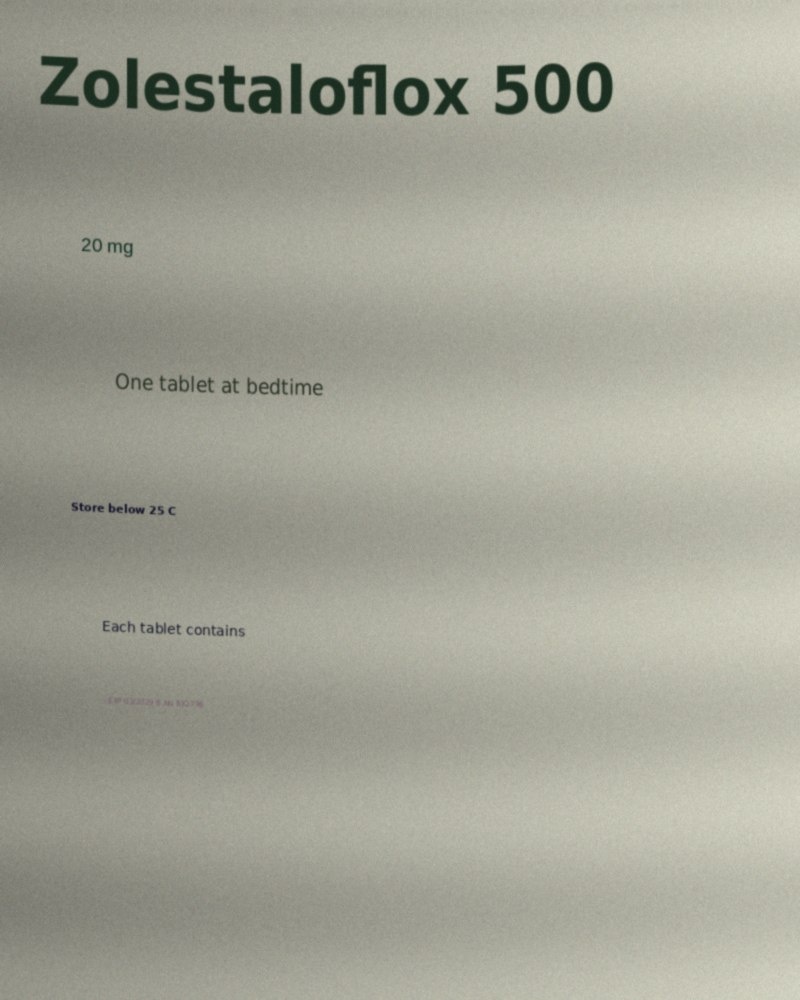 Zolestaloflox 500
20 mg
One tablet at bedtime
Store below 25 C
Each tablet contains